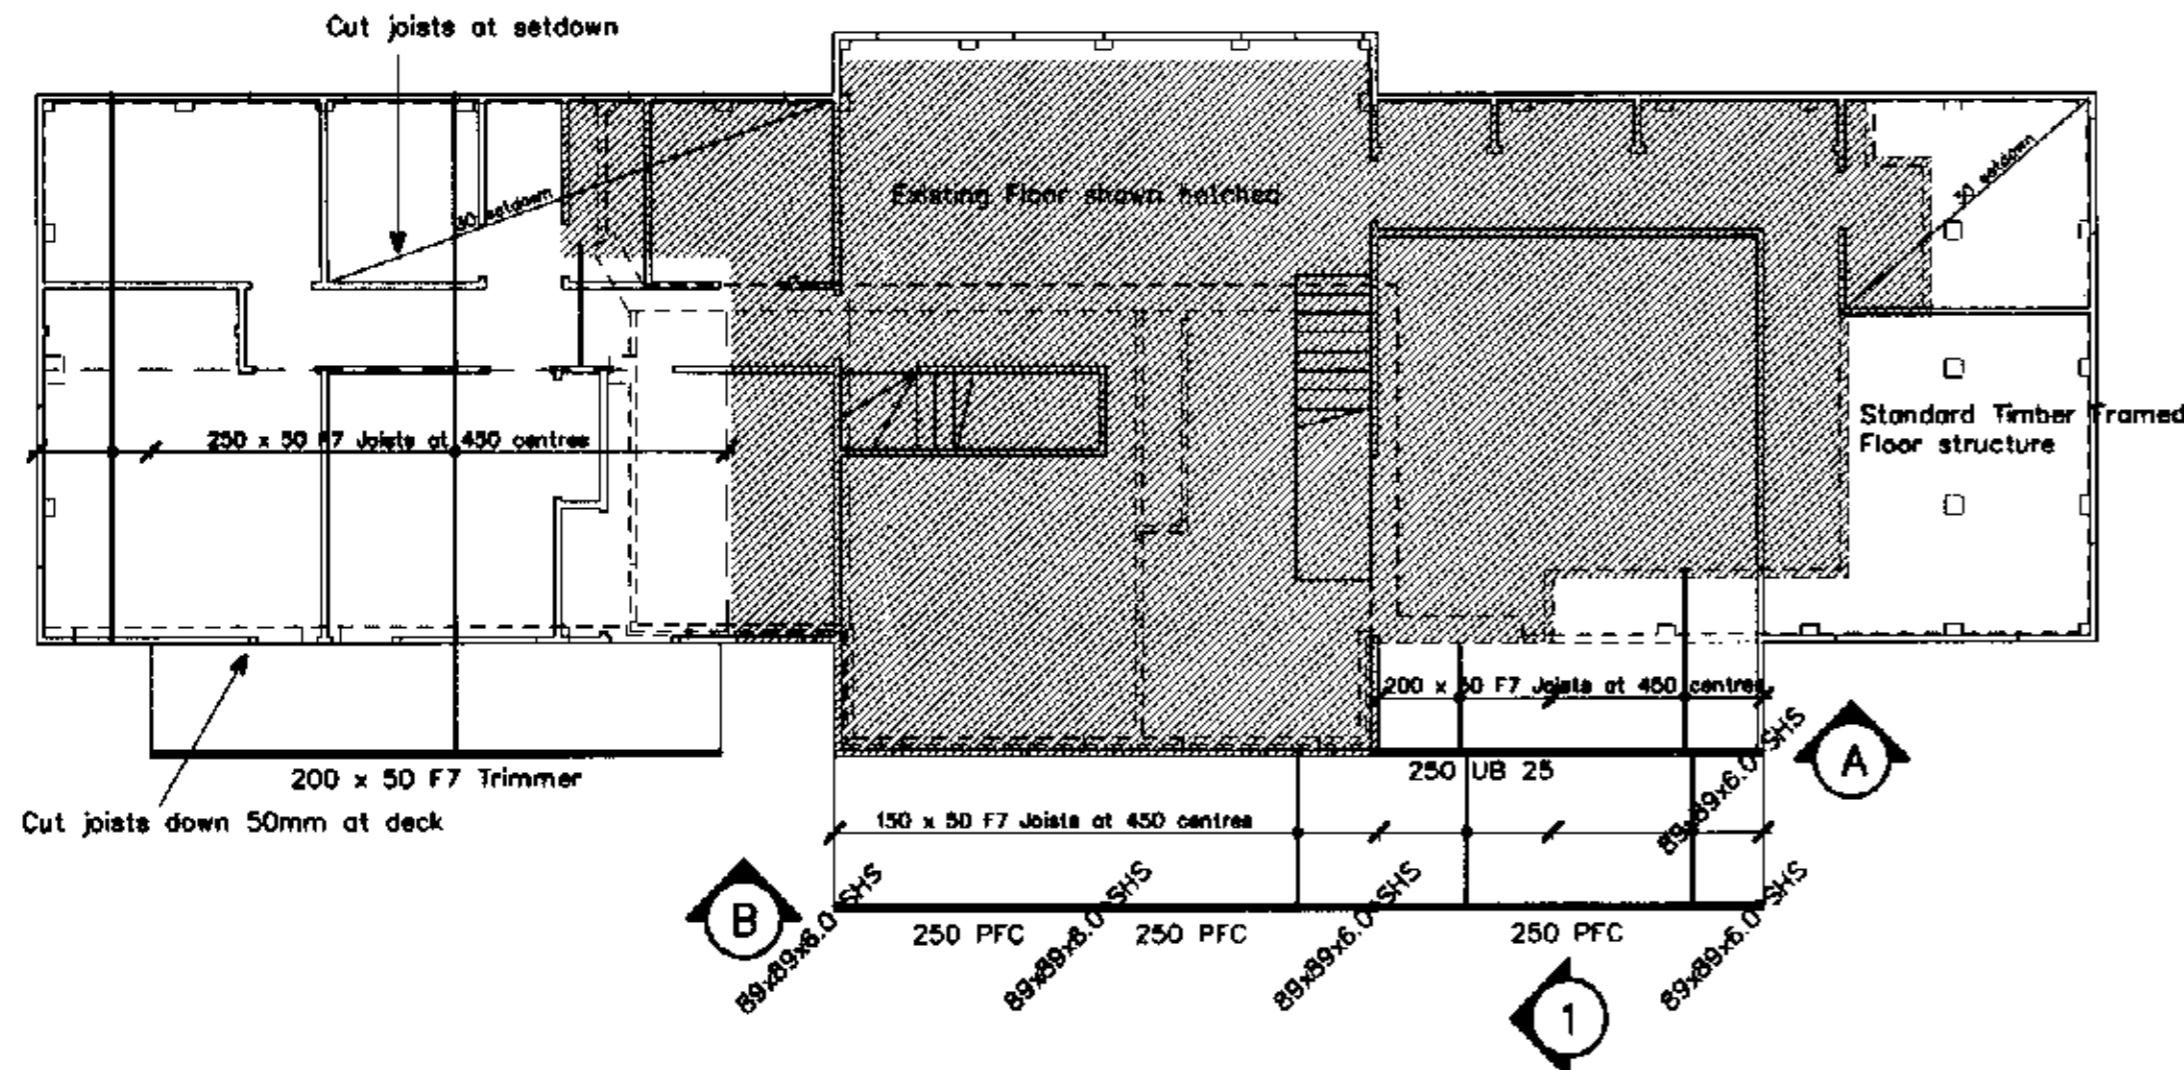 Cut joists at setdown
Existing Floor shown hatched
30 setdown
30 setdown
Standard Timber Framed
Floor structure
250 x 50 F7 Joists at 450 centres
200 x 50 F7 Joists at 450 centres
250 UB 25
89x89x6.0 SHS
A
200 x 50 F7 Trimmer
Cut joists down 50mm at deck
150 x 50 F7 Joists at 450 centres
B
250 PFC
250 PFC
250 PFC
89x89x6.0 SHS
89x89x6.0 SHS
89x89x6.0 SHS
89x89x6.0 SHS
1